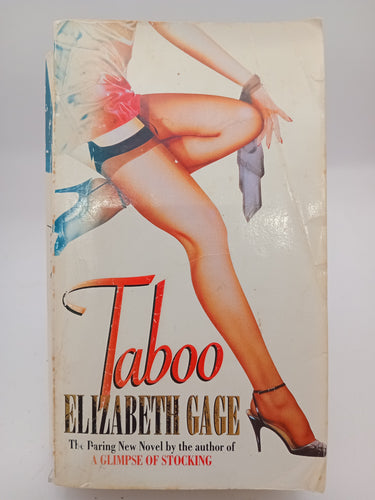 Taboo
ELIZABETH GAGE
The Daring New Novel by the author of
A GLIMPSE OF STOCKING